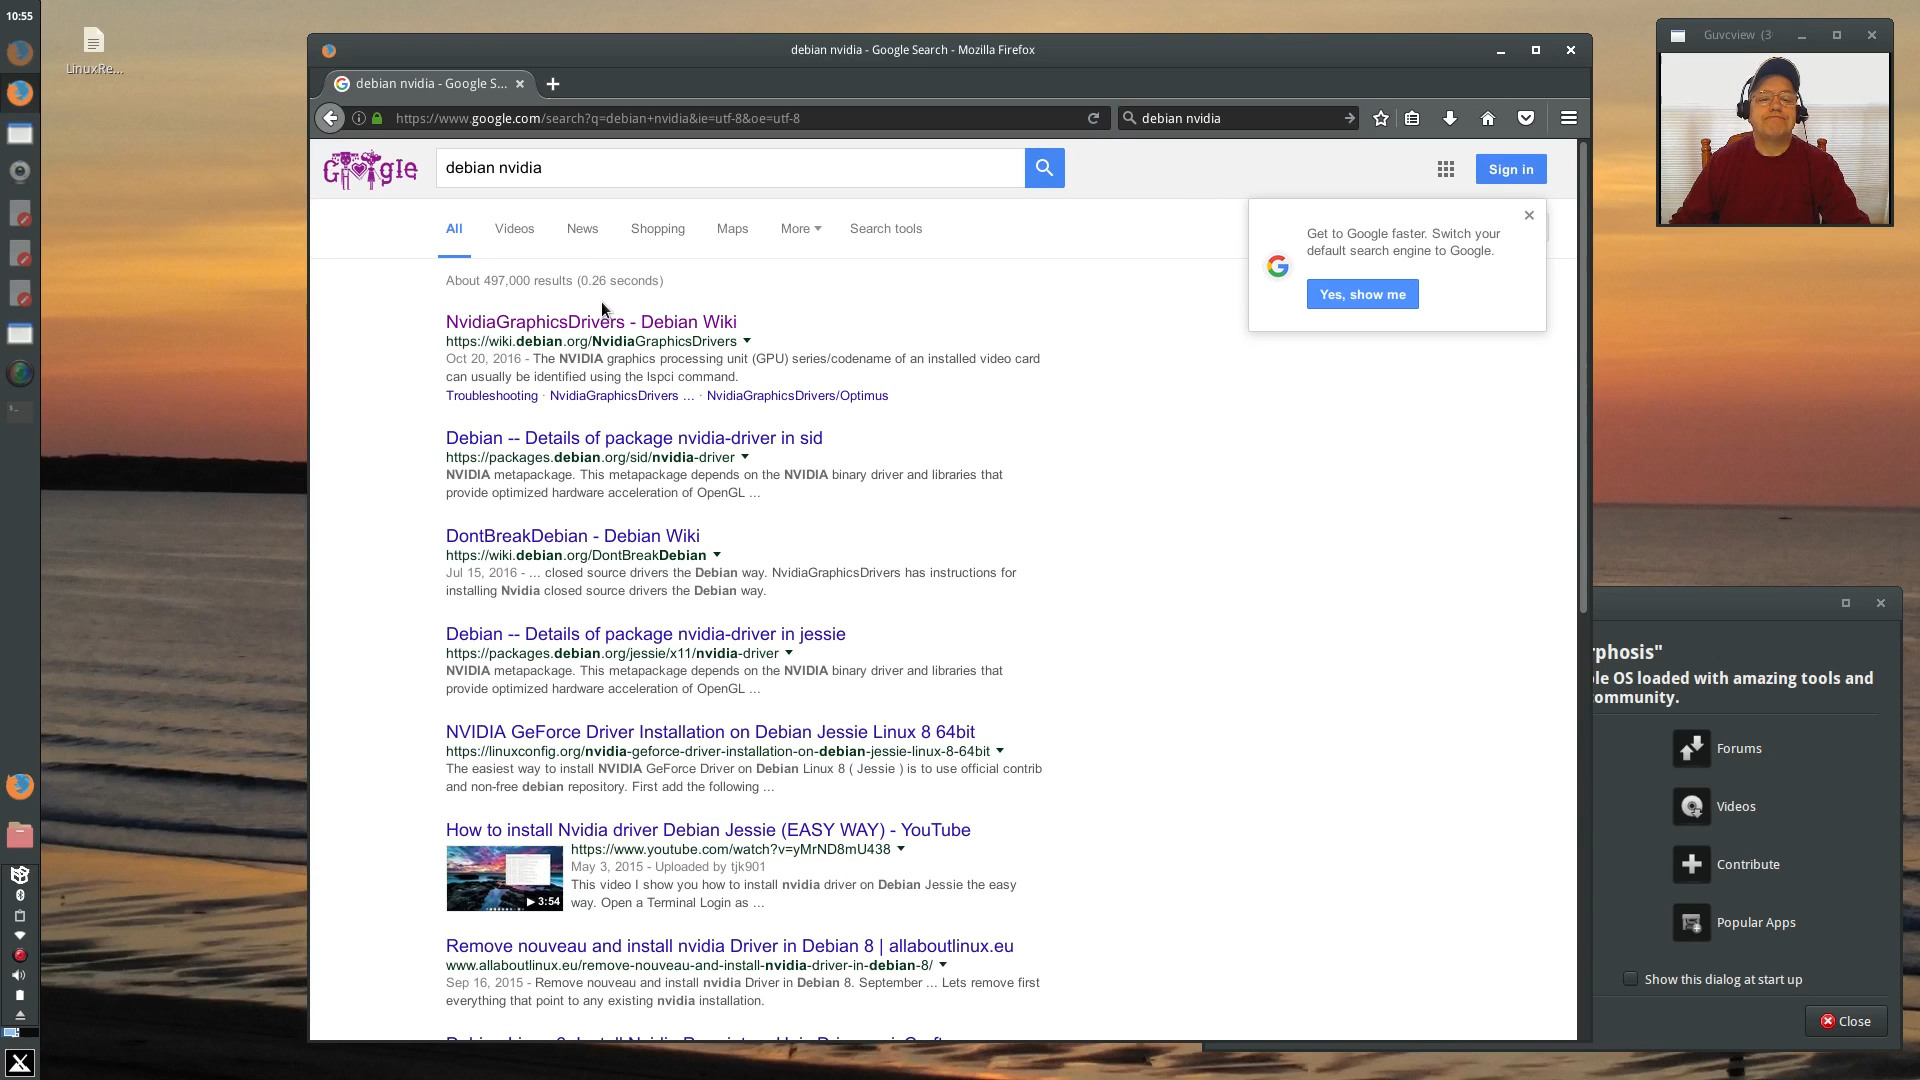 10:55
LinuxRe...
debian nvidia - Google Search - Mozilla Firefox
debian nvidia - Google S...
https://www.google.com/search?q=debian+nvidia&ie=utf-8&oe=utf-8
debian nvidia
Guvcview (3
Google
debian nvidia
Sign in
All
Videos
News
Shopping
Maps
More
Search tools
Get to Google faster. Switch your
default search engine to Google.
Yes, show me
About 497,000 results (0.26 seconds)
NvidiaGraphicsDrivers - Debian Wiki
https://wiki.debian.org/NvidiaGraphicsDrivers
Oct 20, 2016 - The NVIDIA graphics processing unit (GPU) series/codename of an installed video card
can usually be identified using the lspci command.
Troubleshooting · NvidiaGraphicsDrivers ... · NvidiaGraphicsDrivers/Optimus
Debian -- Details of package nvidia-driver in sid
https://packages.debian.org/sid/nvidia-driver
NVIDIA metapackage. This metapackage depends on the NVIDIA binary driver and libraries that
provide optimized hardware acceleration of OpenGL ...
DontBreakDebian - Debian Wiki
https://wiki.debian.org/DontBreakDebian
Jul 15, 2016 - ... closed source drivers the Debian way. NvidiaGraphicsDrivers has instructions for
installing Nvidia closed source drivers the Debian way.
Debian -- Details of package nvidia-driver in jessie
https://packages.debian.org/jessie/x11/nvidia-driver
NVIDIA metapackage. This metapackage depends on the NVIDIA binary driver and libraries that
provide optimized hardware acceleration of OpenGL ...
NVIDIA GeForce Driver Installation on Debian Jessie Linux 8 64bit
https://linuxconfig.org/nvidia-geforce-driver-installation-on-debian-jessie-linux-8-64bit
The easiest way to install NVIDIA GeForce Driver on Debian Linux 8 ( Jessie ) is to use official contrib
and non-free debian repository. First add the following ...
How to install Nvidia driver Debian Jessie (EASY WAY) - YouTube
https://www.youtube.com/watch?v=yMrND8mU438
May 3, 2015 - Uploaded by tjk901
This video I show you how to install nvidia driver on Debian Jessie the easy
way. Open a Terminal Login as ...
3:54
Remove nouveau and install nvidia Driver in Debian 8 | allaboutlinux.eu
www.allaboutlinux.eu/remove-nouveau-and-install-nvidia-driver-in-debian-8/
Sep 16, 2015 - Remove nouveau and install nvidia Driver in Debian 8. September ... Lets remove first
everything that point to any existing nvidia installation.
rphosis"
le OS loaded with amazing tools and
ommunity.
Forums
Videos
Contribute
Popular Apps
Show this dialog at start up
Close